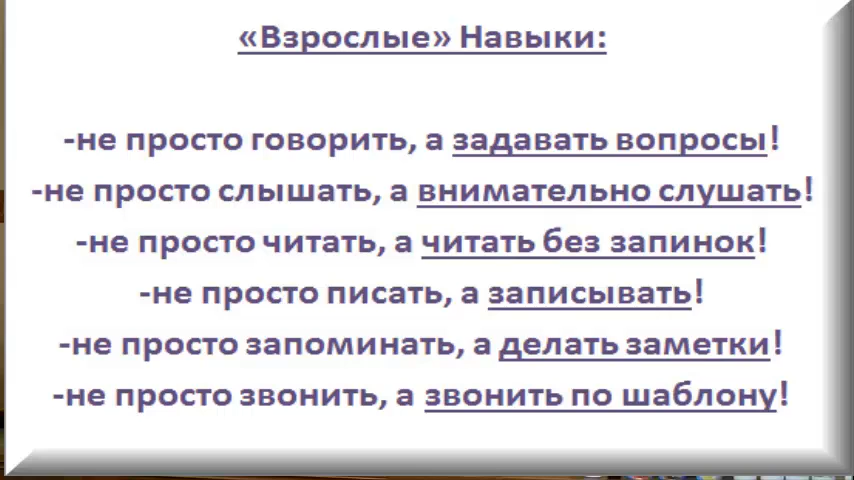 «Взрослые» Навыки:
-не просто говорить, а задавать вопросы!
-не просто слышать, а внимательно слушать!
-не просто читать, а читать без запинок!
-не просто писать, а записывать!
-не просто запоминать, а делать заметки!
-не просто звонить, а звонить по шаблону!